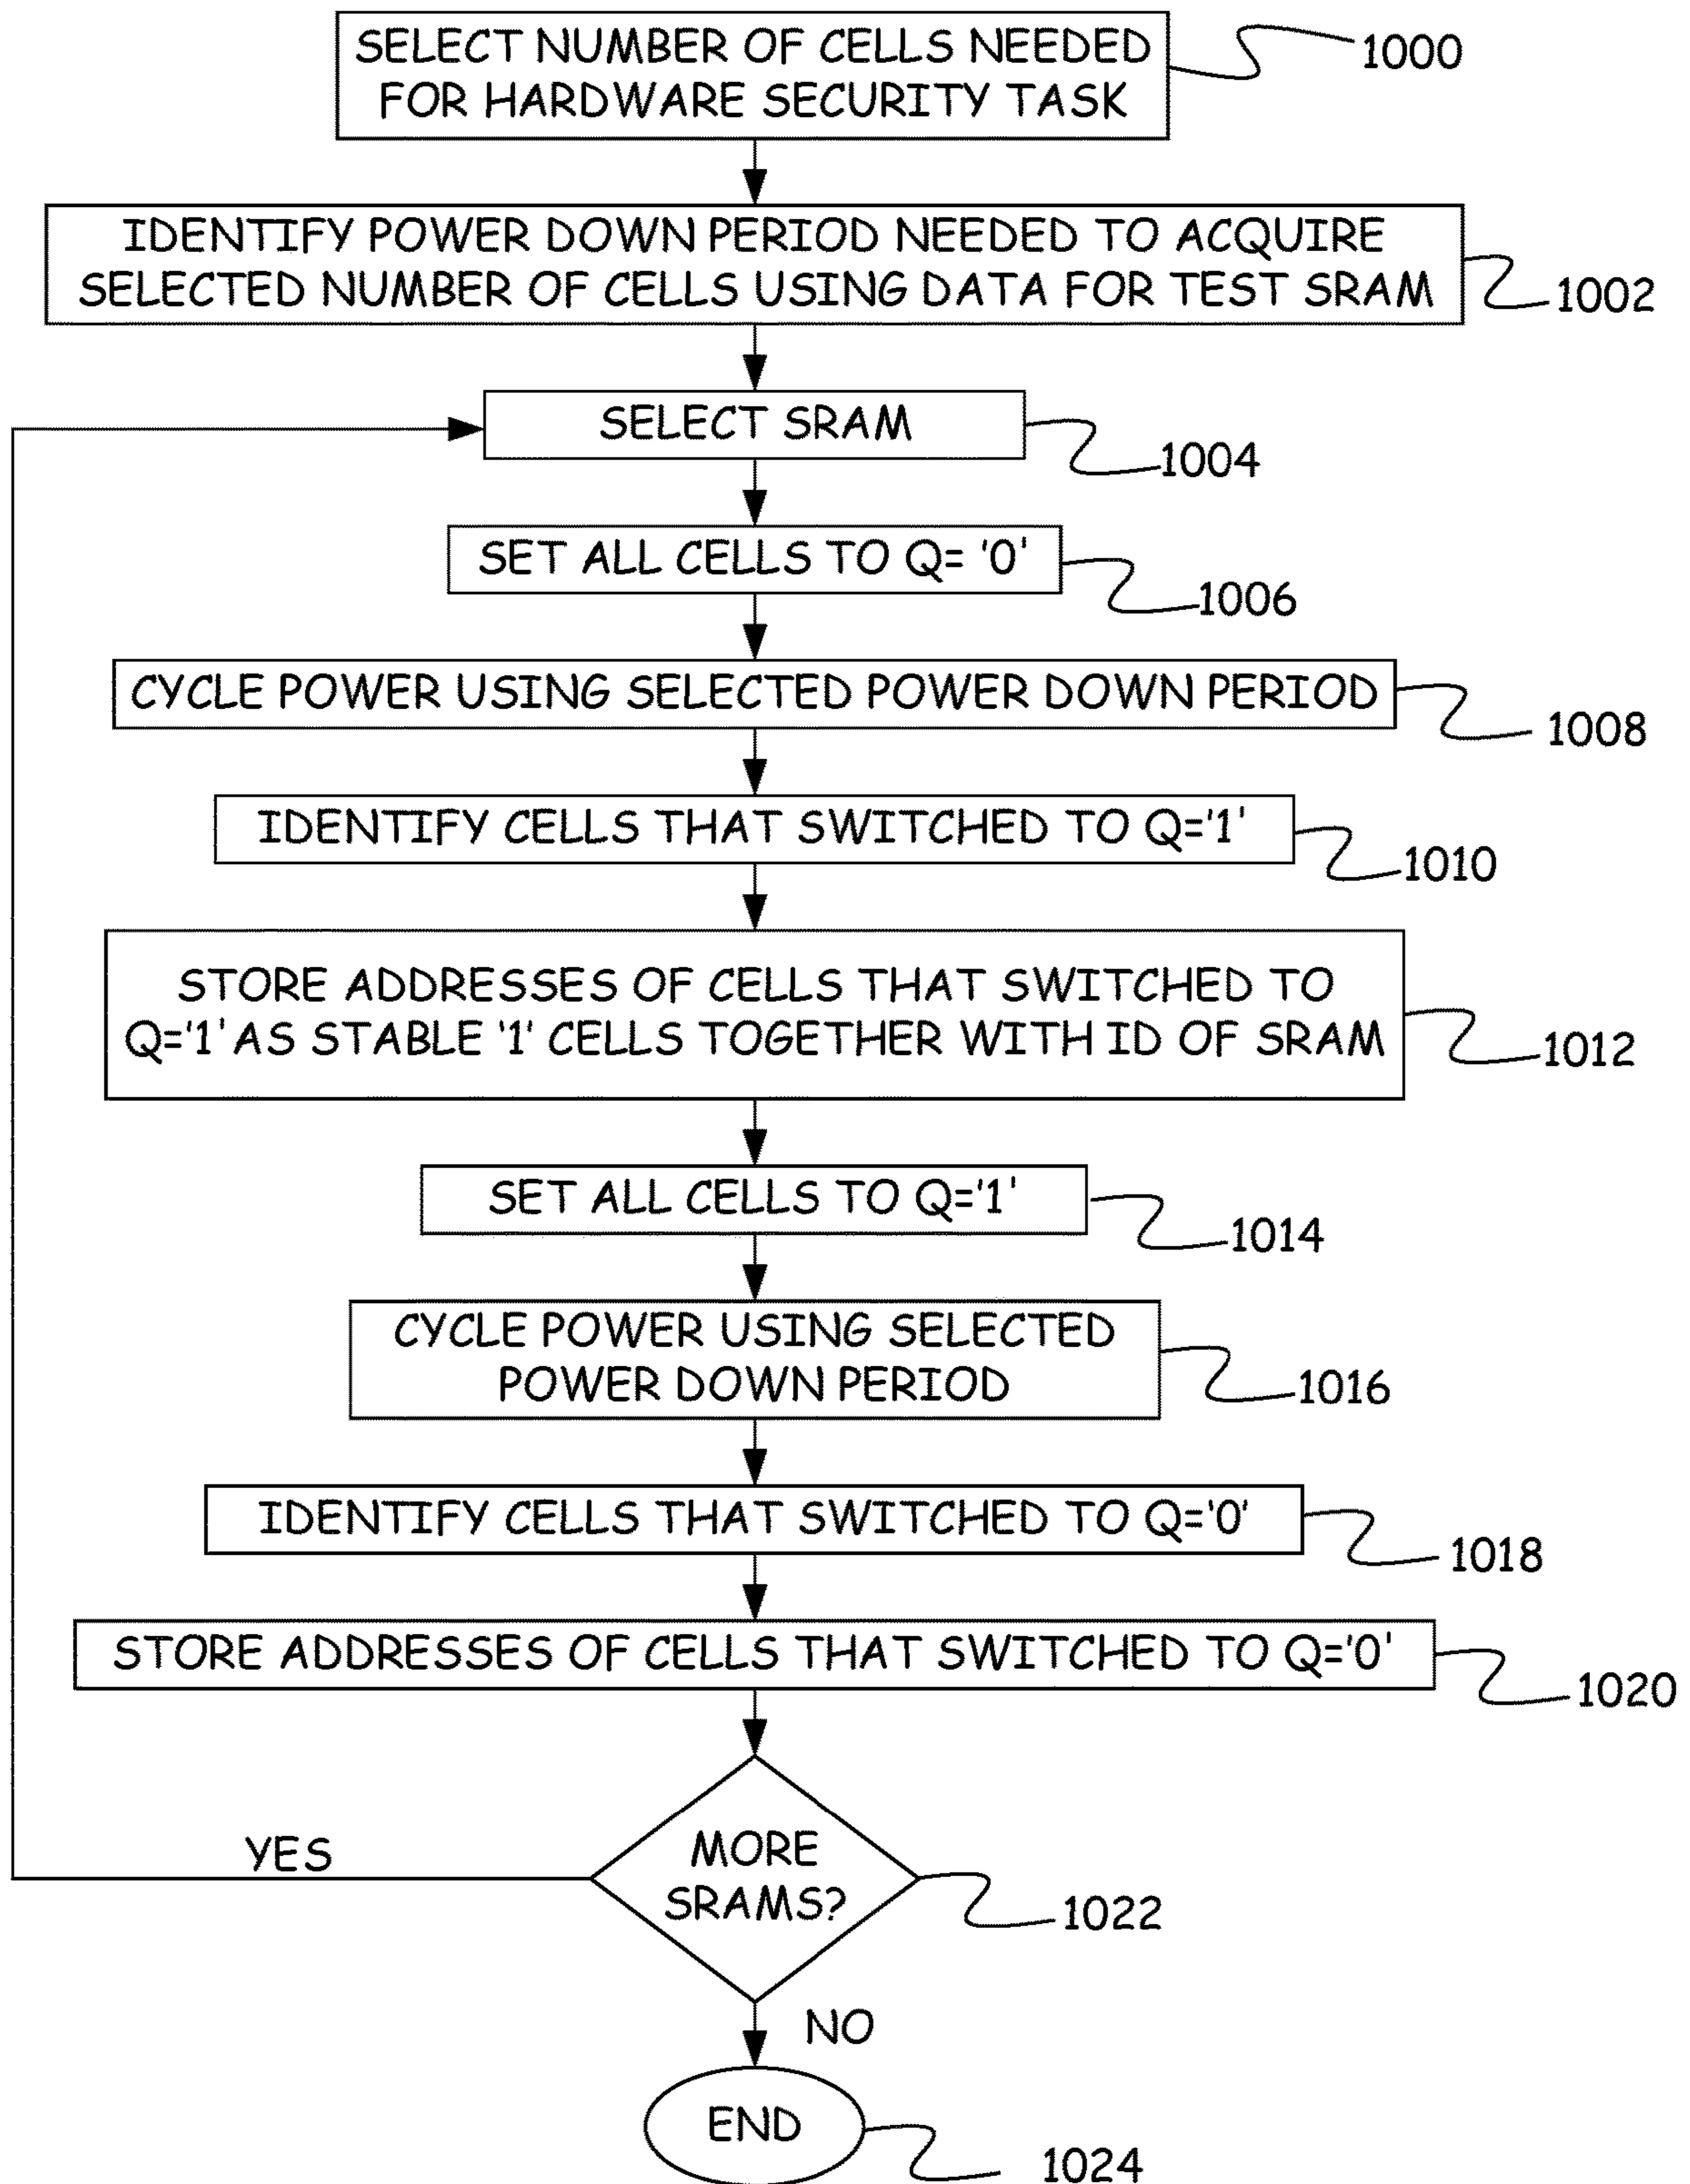 SELECT NUMBER OF CELLS NEEDED
FOR HARDWARE SECURITY TASK
1000
IDENTIFY POWER DOWN PERIOD NEEDED TO ACQUIRE
SELECTED NUMBER OF CELLS USING DATA FOR TEST SRAM
1002
SELECT SRAM
1004
SET ALL CELLS TO Q= '0'
1006
CYCLE POWER USING SELECTED POWER DOWN PERIOD
1008
IDENTIFY CELLS THAT SWITCHED TO Q='1'
1010
STORE ADDRESSES OF CELLS THAT SWITCHED TO
Q='1' AS STABLE '1' CELLS TOGETHER WITH ID OF SRAM
1012
SET ALL CELLS TO Q='1'
1014
CYCLE POWER USING SELECTED
POWER DOWN PERIOD
1016
IDENTIFY CELLS THAT SWITCHED TO Q='0'
1018
STORE ADDRESSES OF CELLS THAT SWITCHED TO Q='0'
1020
YES
MORE
SRAMS?
1022
NO
END
1024